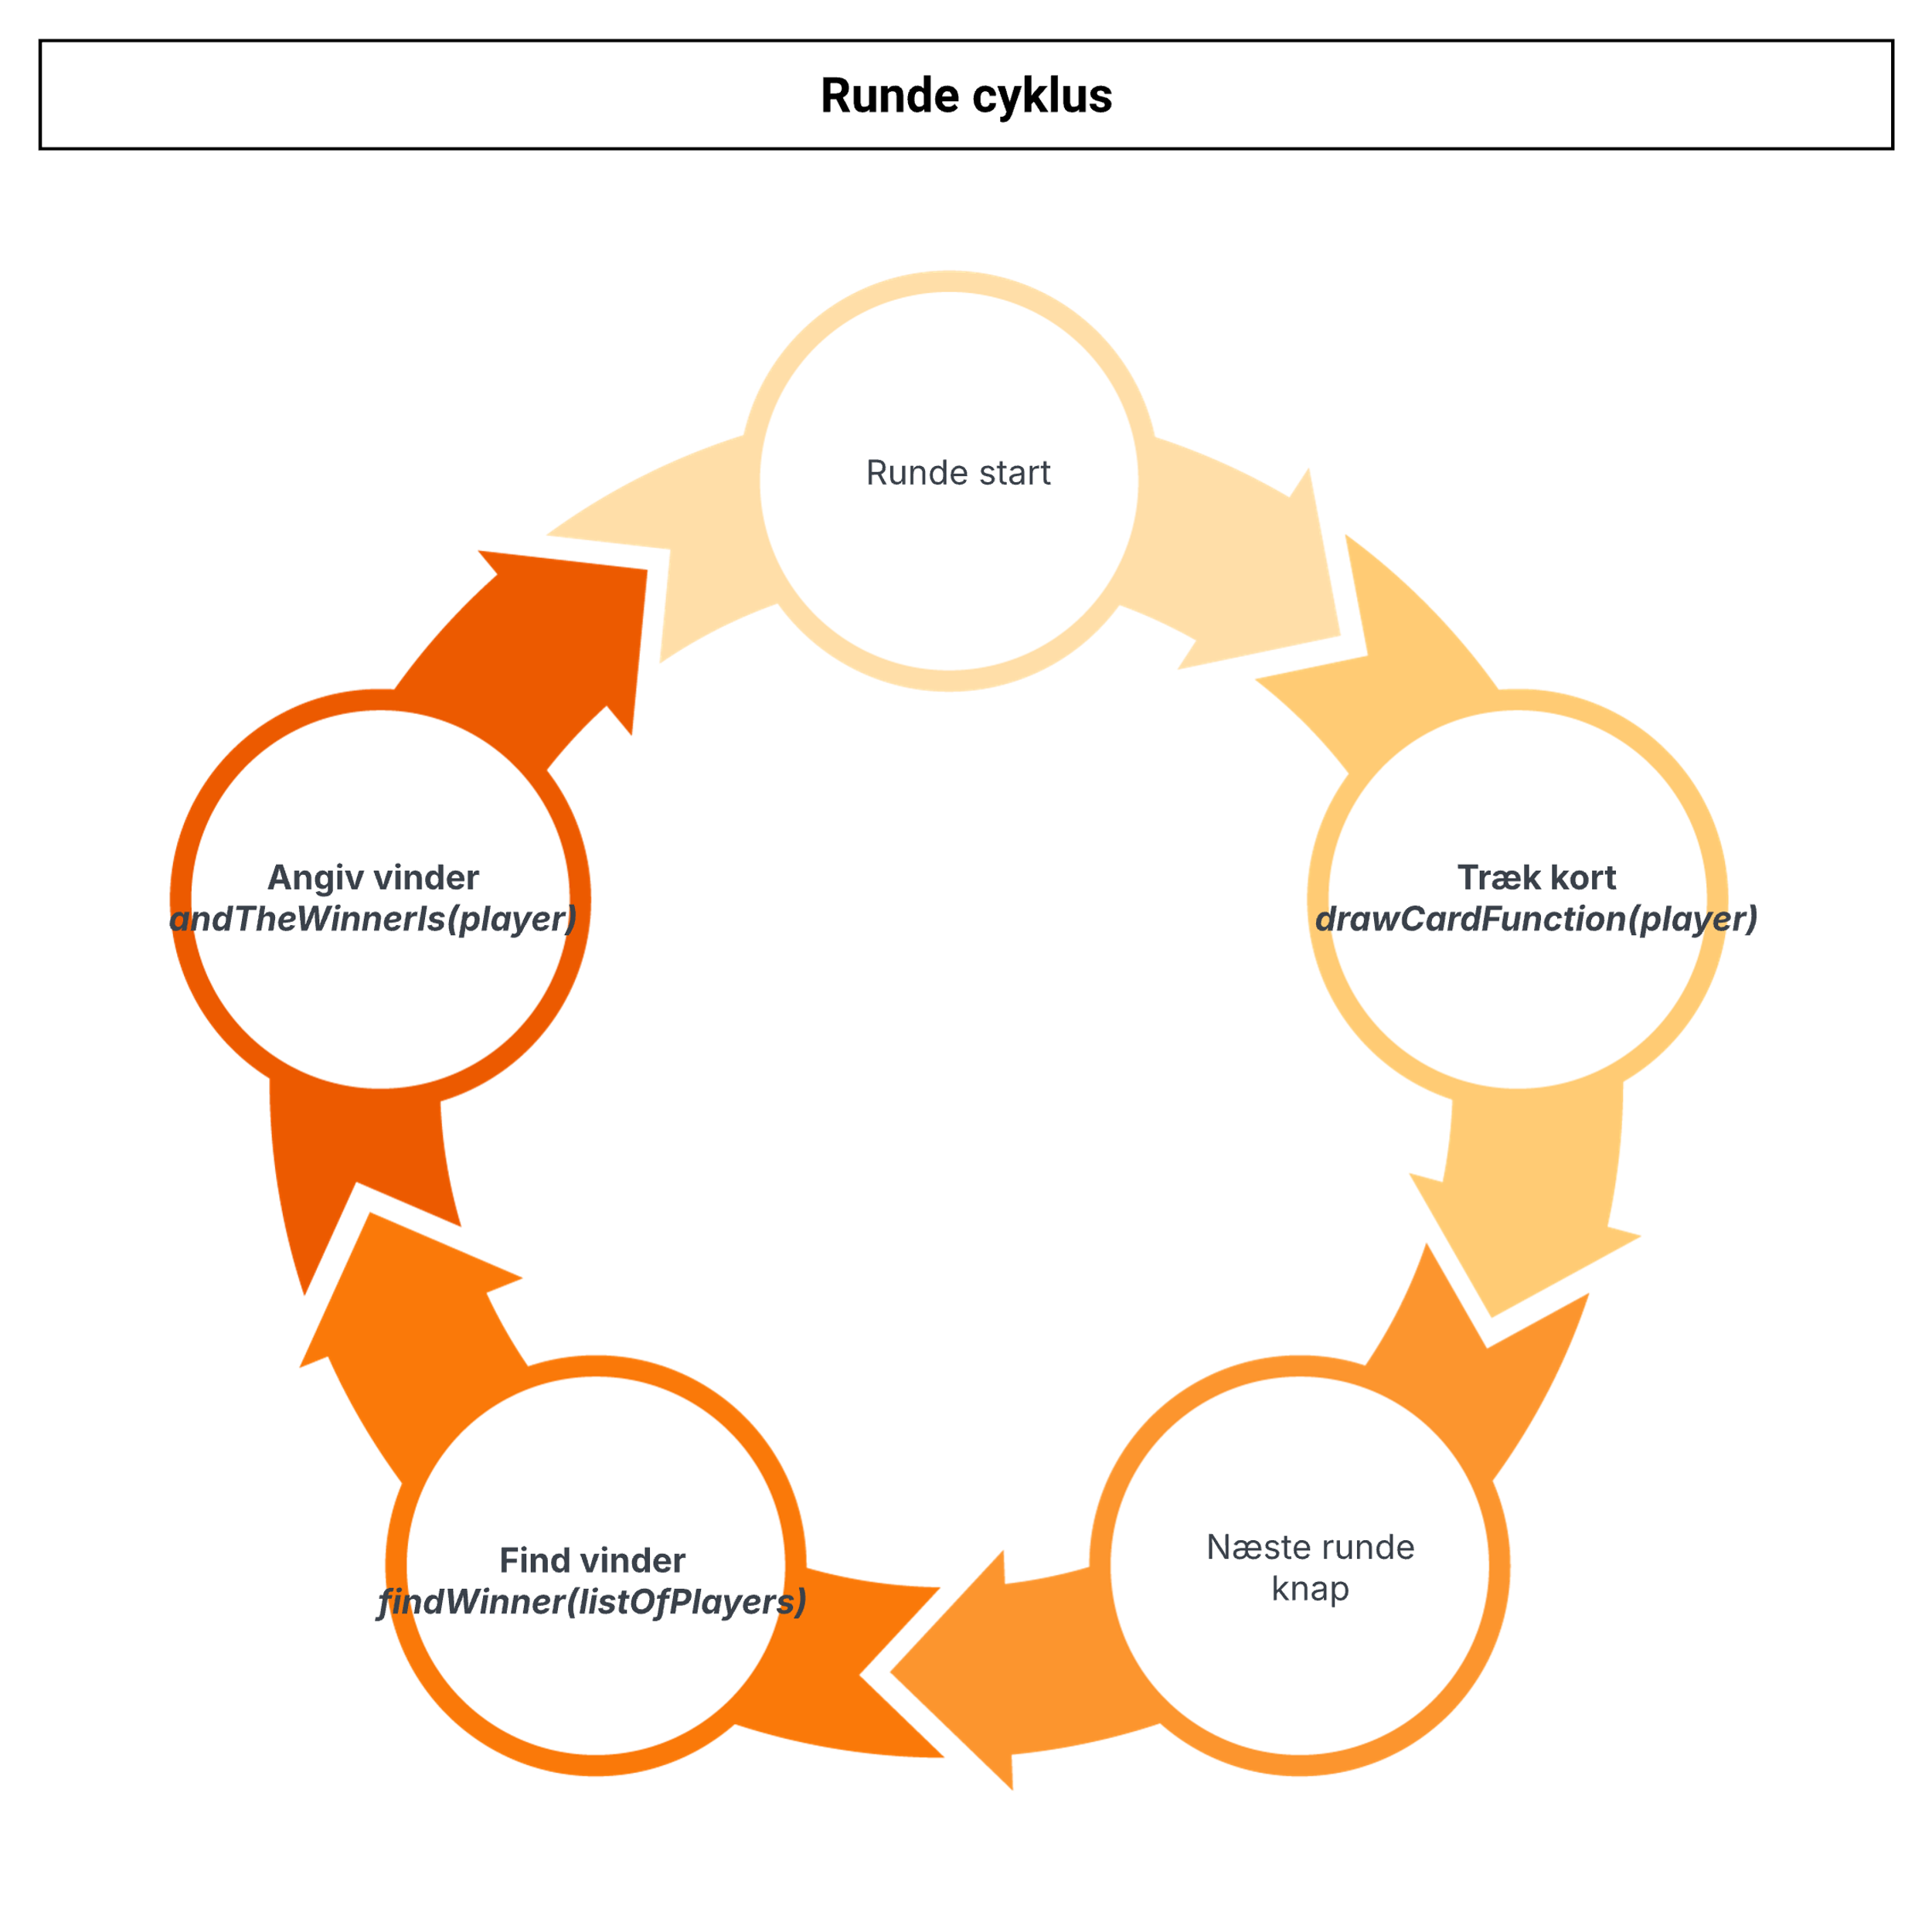 Runde cyklus
Runde start
Træk kort
drawCardFunction(player)
Næste runde
knap
Find vinder
findWinner(listOfPlayers)
Angiv vinder
andTheWinnerIs(player)